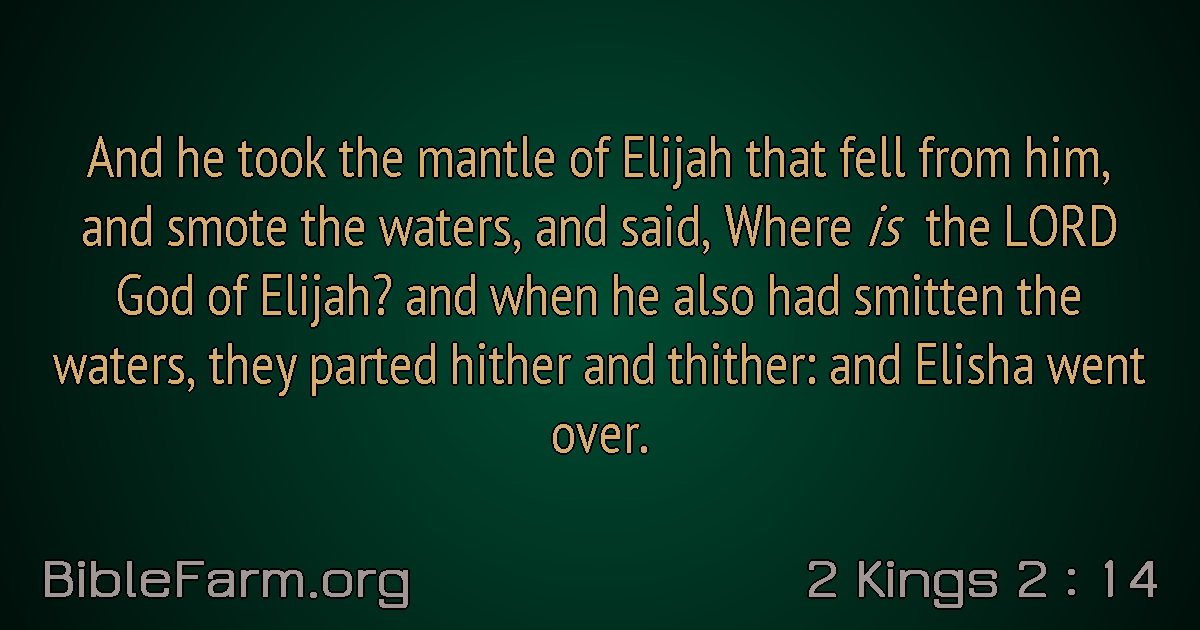 And he took the mantle of Elijah that fell from him,
and smote the waters, and said, Where is the LORD
God of Elijah? and when he also had smitten the
waters, they parted hither and thither: and Elisha went
over.
BibleFarm.org
2 Kings 2 : 14